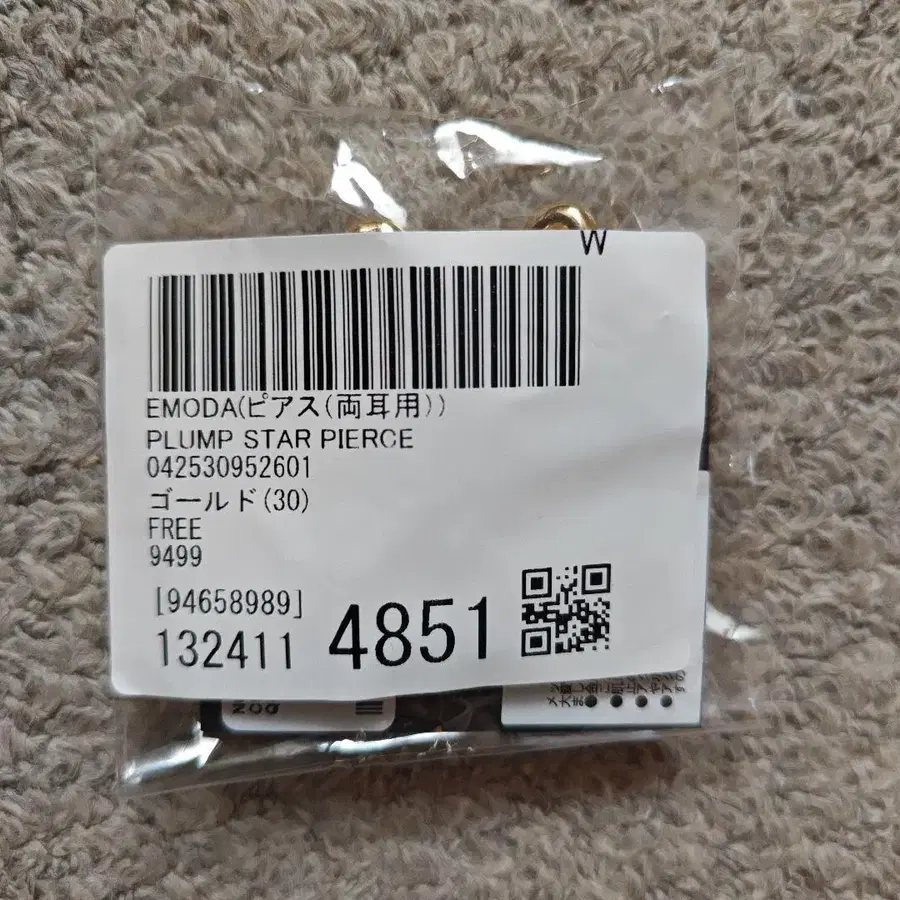 W
EMODA(ピアス(両耳用))
PLUMP STAR PIERCE
042530952601
ゴールド(30)
FREE
9499
[94658989]
132411 4851